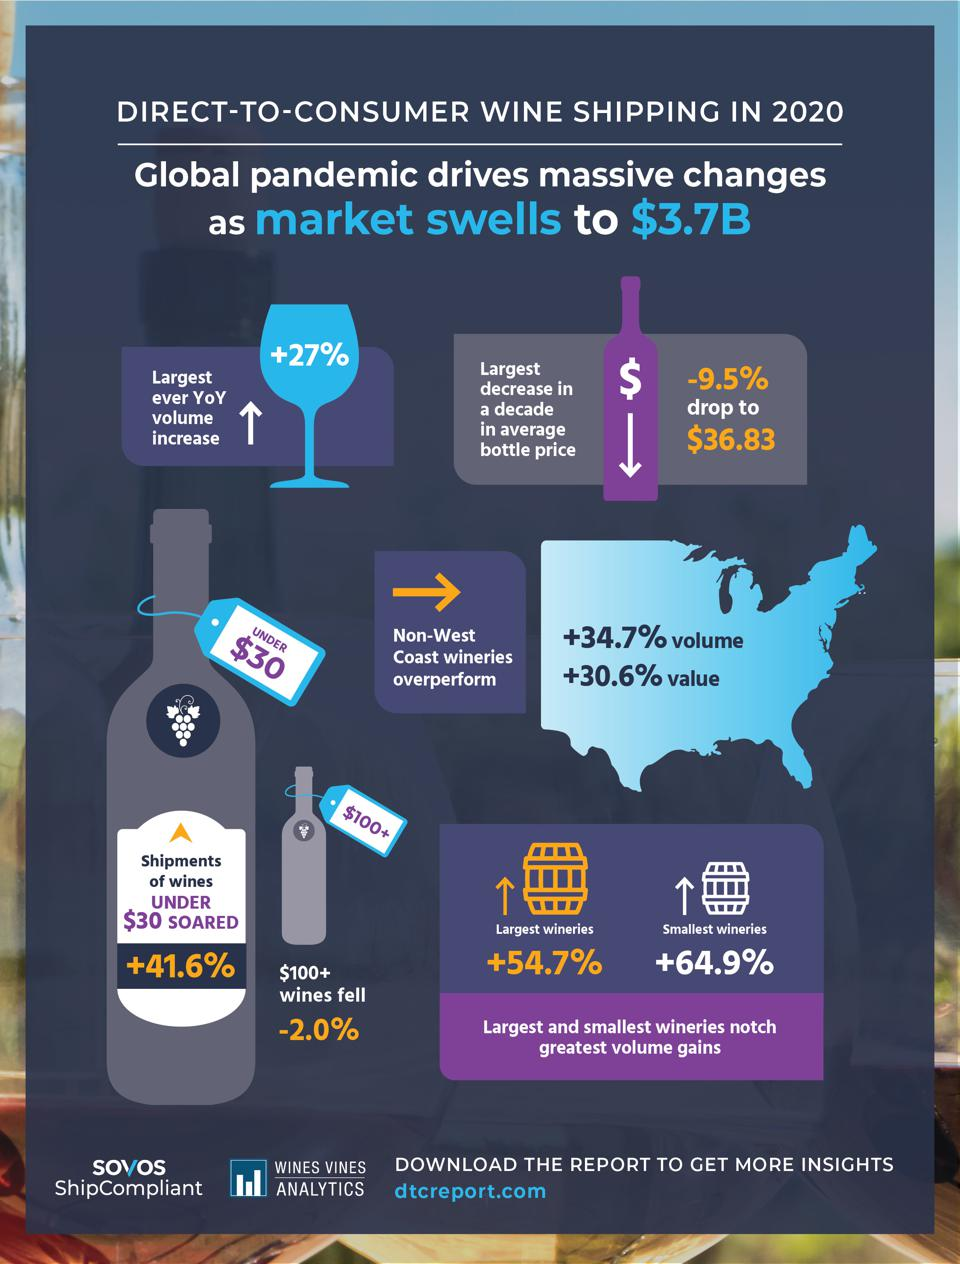 DIRECT-TO-CONSUMER WINE SHIPPING IN 2020
Global pandemic drives massive changes
as market swells to $3.7B
+27%
Largest
ever YoY
volume
increase
Largest
decrease in
a decade
in average
bottle price
$
-9.5%
drop to
$36.83
UNDER
$30
Non-West
Coast wineries
overperform
+34.7% volume
+30.6% value
$100+
Shipments
of wines
UNDER
$30 SOARED
+41.6%
$100+
wines fell
-2.0%
Largest wineries
+54.7%
Smallest wineries
+64.9%
Largest and smallest wineries notch
greatest volume gains
SOVOS
ShipCompliant
WINES VINES
ANALYTICS
DOWNLOAD THE REPORT TO GET MORE INSIGHTS
dtcreport.com